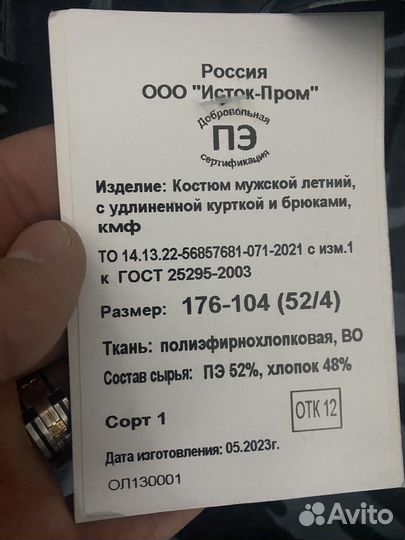 Россия
ООО "Исток-Пром"
Добровольная
ПЭ
сертификация
Изделие: Костюм мужской летний,
с удлиненной курткой и брюками,
кмф
ТО 14.13.22-56857681-071-2021 с изм.1
к ГОСТ 25295-2003
Размер: 176-104 (52/4)
Ткань: полиэфирнохлопковая, ВО
Состав сырья: ПЭ 52%, хлопок 48%
Сорт 1
ОТК 12
Дата изготовления: 05.2023г.
ОЛ130001
Avito